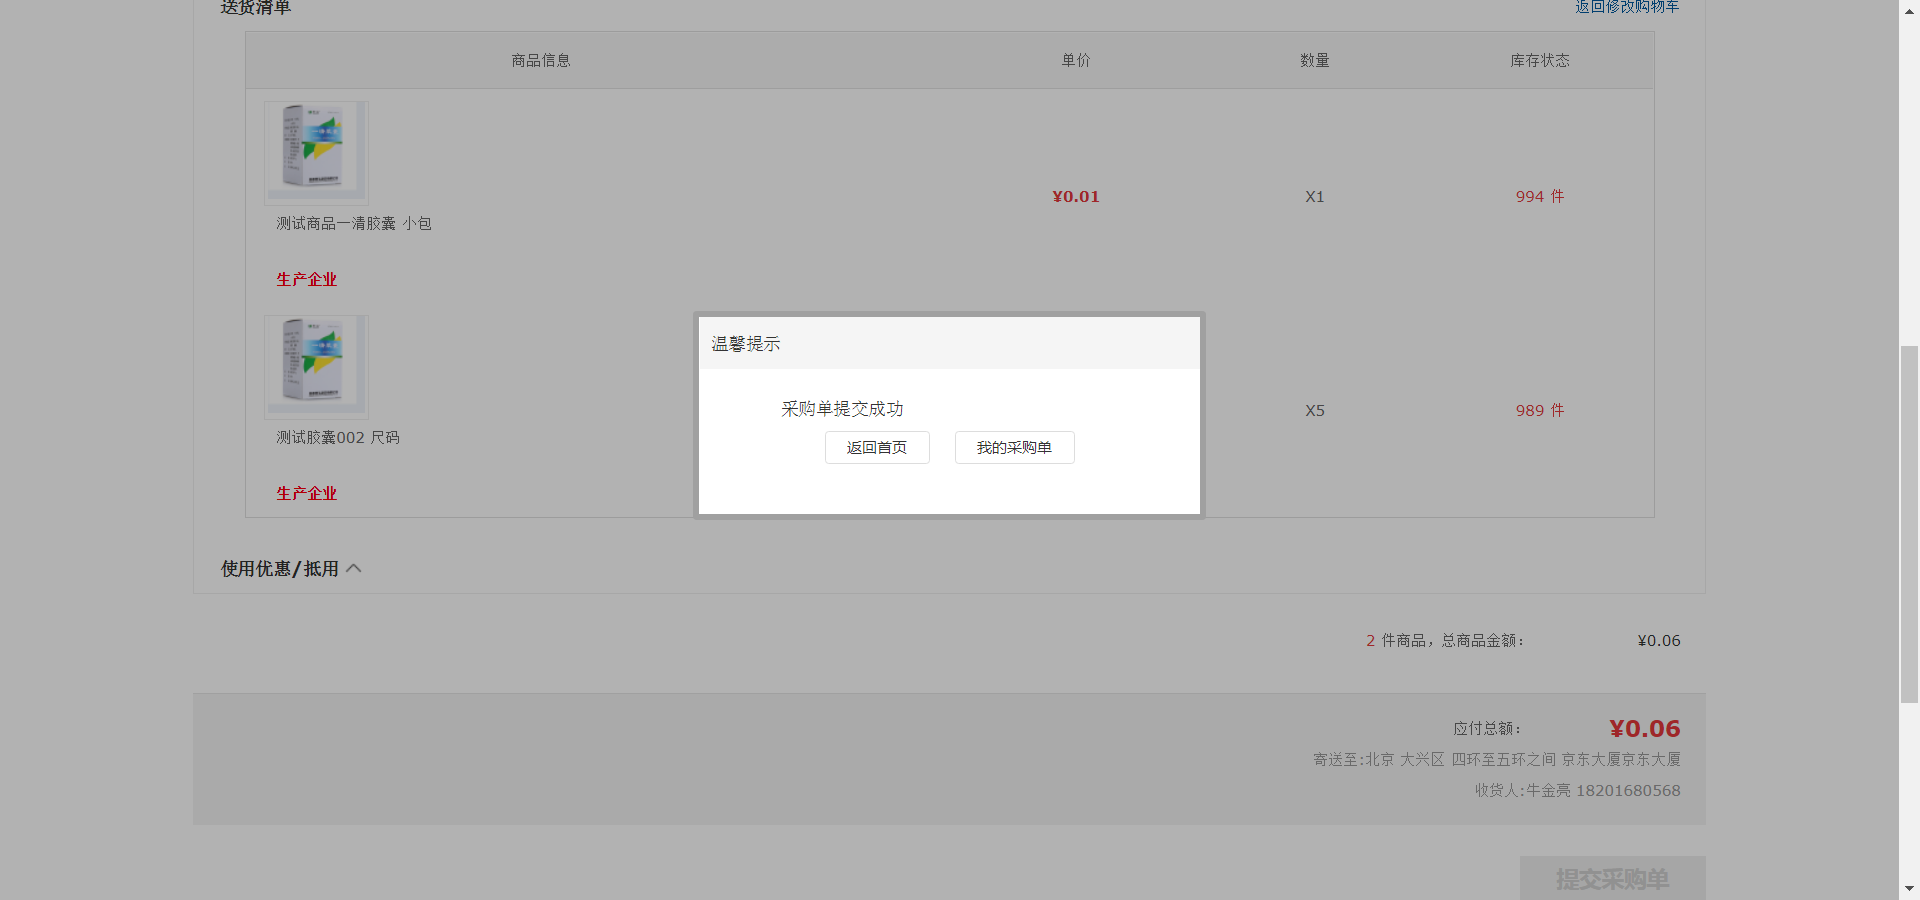 送货清单
返回修改购物车
商品信息 单价 数量 库存状态
¥0.01 X1 994 件
测试商品一清胶囊 小包
生产企业
温馨提示
采购单提交成功
返回首页 我的采购单
X5 989 件
测试胶囊002 尺码
生产企业
使用优惠/抵用
2 件商品，总商品金额： ¥0.06
应付总额： ¥0.06
寄送至:北京 大兴区 四环至五环之间 京东大厦京东大厦
收货人:牛金亮 18201680568
提交采购单